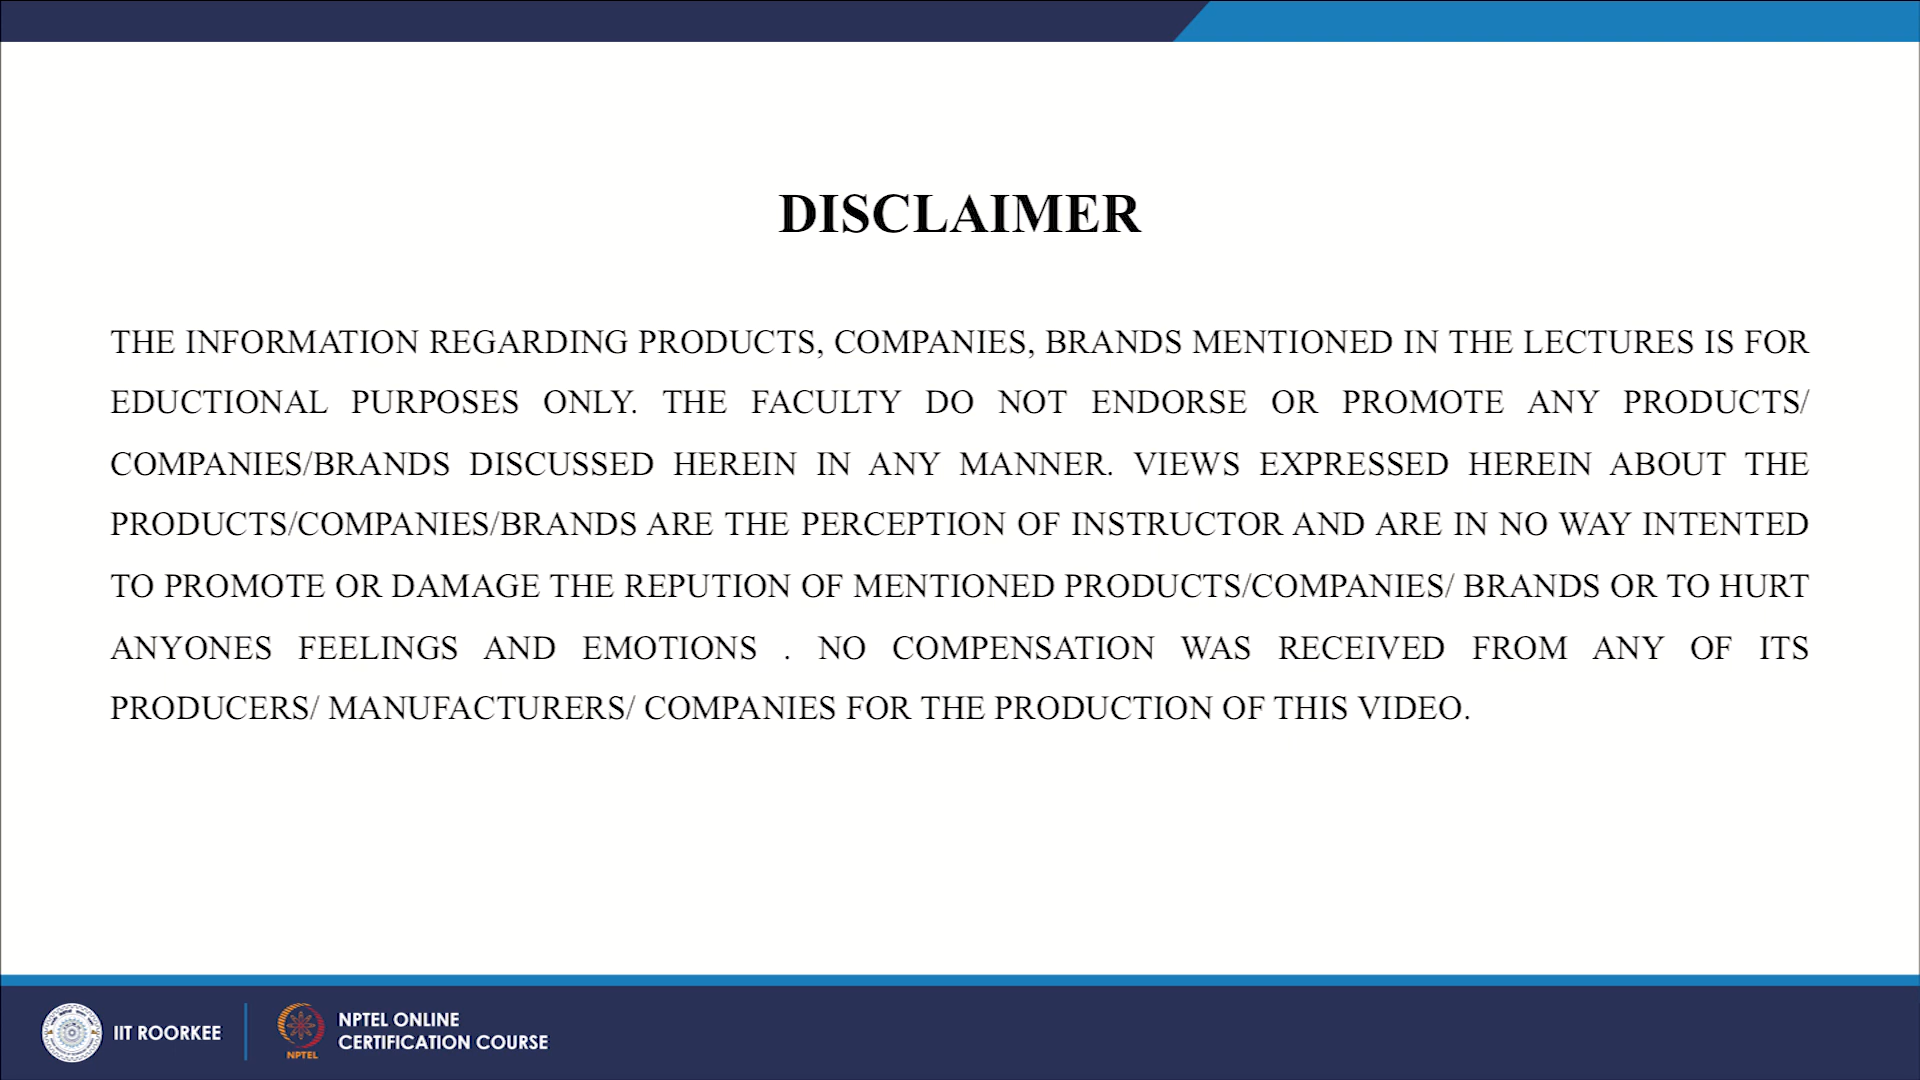 DISCLAIMER
THE INFORMATION REGARDING PRODUCTS, COMPANIES, BRANDS MENTIONED IN THE LECTURES IS FOR
EDUCTIONAL PURPOSES ONLY. THE FACULTY DO NOT ENDORSE OR PROMOTE ANY PRODUCTS/
COMPANIES/BRANDS DISCUSSED HEREIN IN ANY MANNER. VIEWS EXPRESSED HEREIN ABOUT THE
PRODUCTS/COMPANIES/BRANDS ARE THE PERCEPTION OF INSTRUCTOR AND ARE IN NO WAY INTENTED
TO PROMOTE OR DAMAGE THE REPUTION OF MENTIONED PRODUCTS/COMPANIES/ BRANDS OR TO HURT
ANYONES FEELINGS AND EMOTIONS . NO COMPENSATION WAS RECEIVED FROM ANY OF ITS
PRODUCERS/ MANUFACTURERS/ COMPANIES FOR THE PRODUCTION OF THIS VIDEO.
IIT ROORKEE
NPTEL
NPTEL ONLINE
CERTIFICATION COURSE